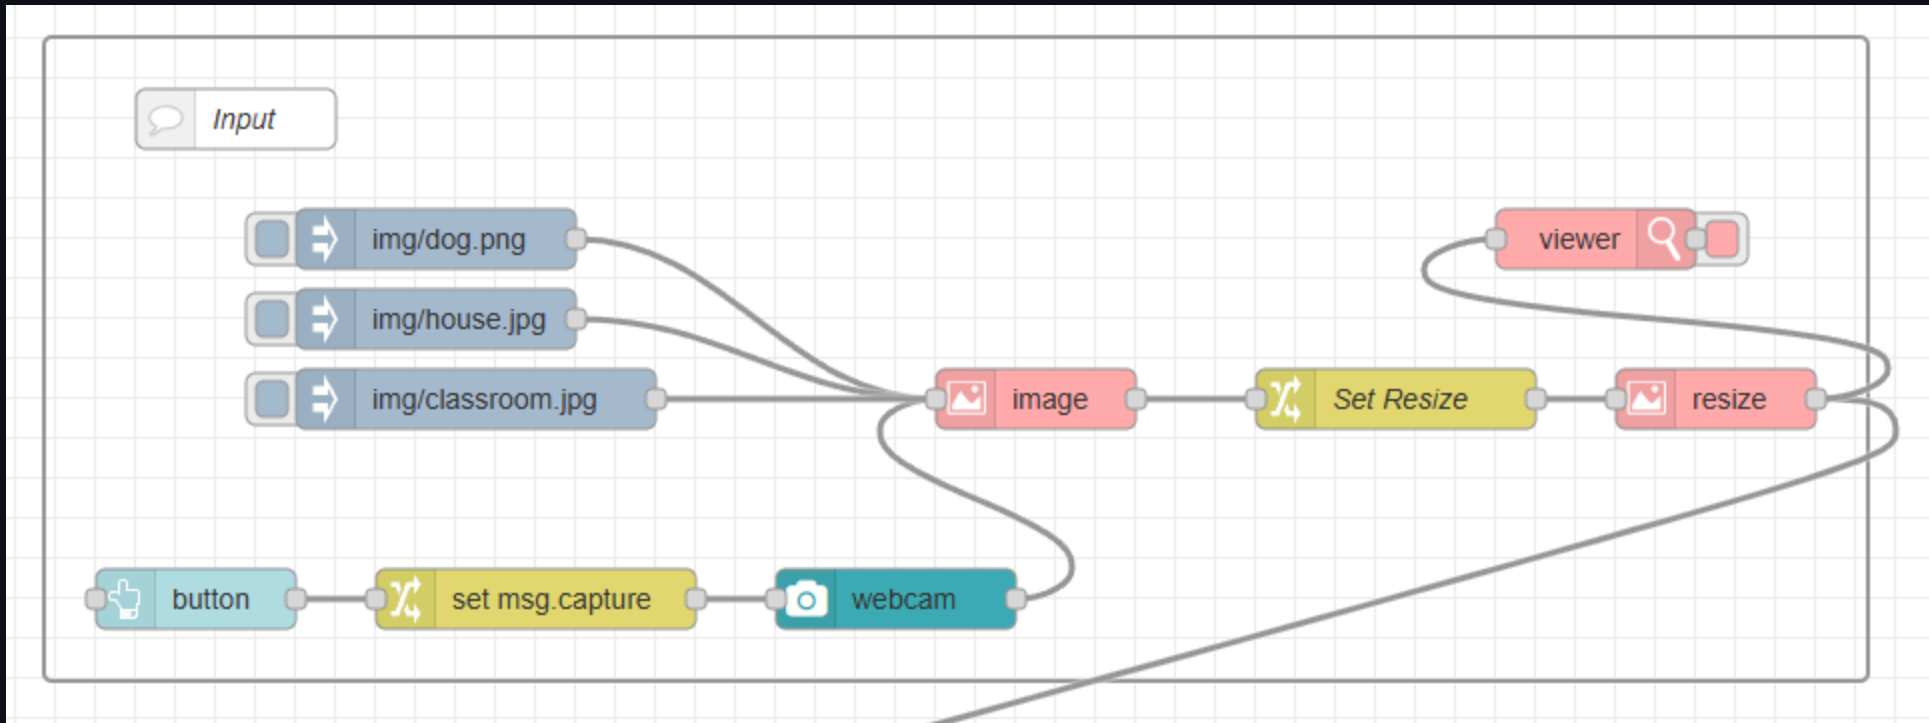 Input
img/dog.png
viewer
img/house.jpg
img/classroom.jpg
image
Set Resize
resize
button
set msg.capture
webcam